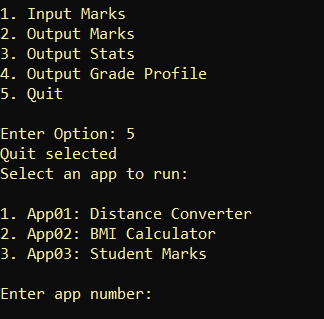 1. Input Marks
2. Output Marks
3. Output Stats
4. Output Grade Profile
5. Quit
Enter Option: 5
Quit selected
Select an app to run:
1. App01: Distance Converter
2. App02: BMI Calculator
3. App03: Student Marks
Enter app number: